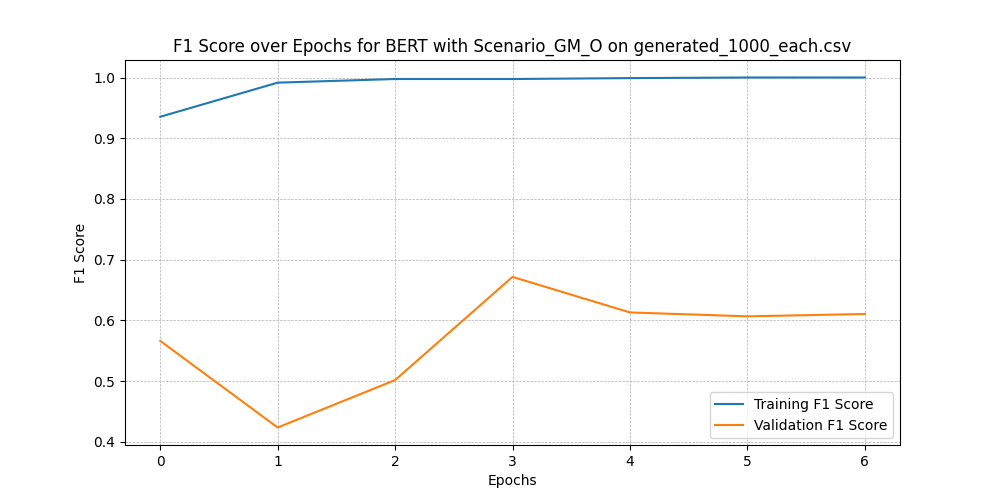 F1 Score over Epochs for BERT with Scenario_GM_O on generated_1000_each.csv
1.0
0.9
0.8
0.7
0.6
0.5
0.4
F1 Score
Training F1 Score
Validation F1 Score
0 1 2 3 4 5 6
Epochs